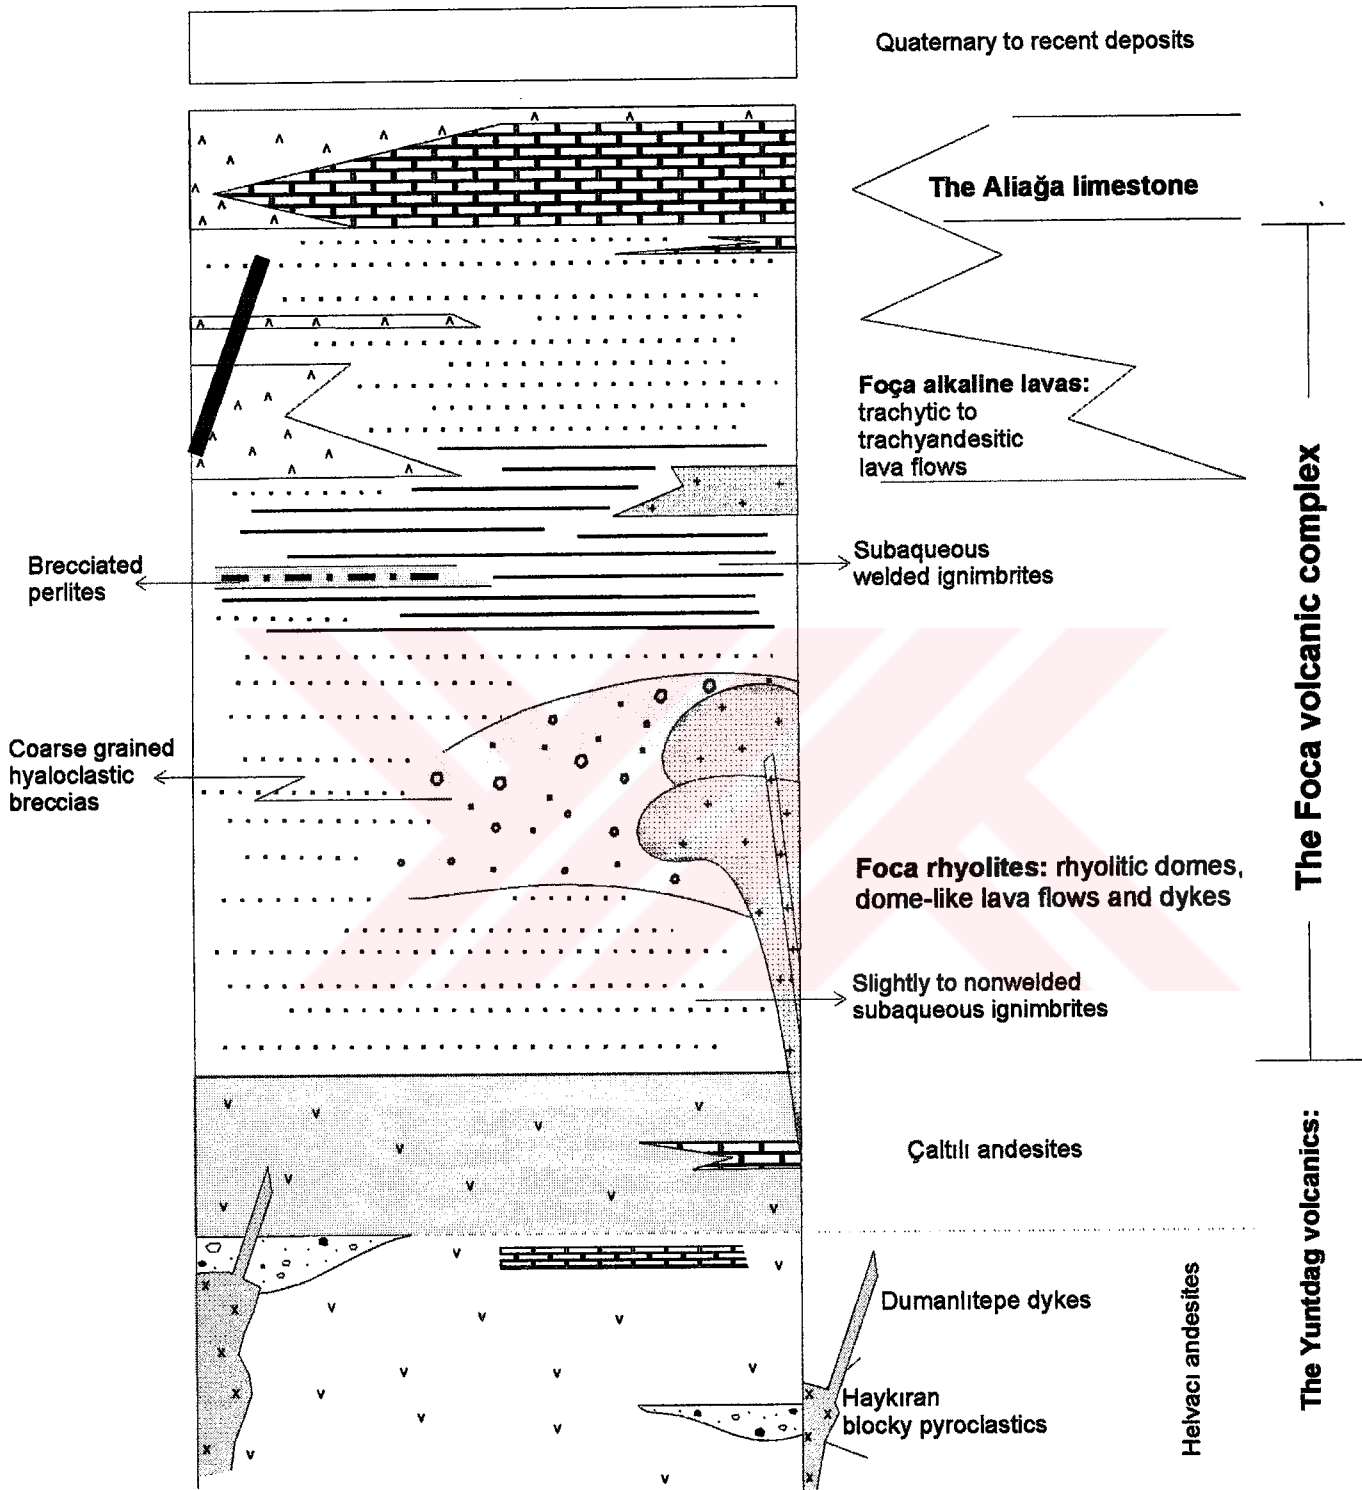 Quaternary to recent deposits
The Aliağa limestone
Foça alkaline lavas:
trachytic to
trachyandesitic
lava flows
The Foca volcanic complex
Brecciated
perlites
Subaqueous
welded ignimbrites
Coarse grained
hyaloclastic
breccias
Foca rhyolites: rhyolitic domes,
dome-like lava flows and dykes
Slightly to nonwelded
subaqueous ignimbrites
Çaltılı andesites
The Yuntdag volcanics:
Dumanlıtepe dykes
Helvacı andesites
Haykıran
blocky pyroclastics